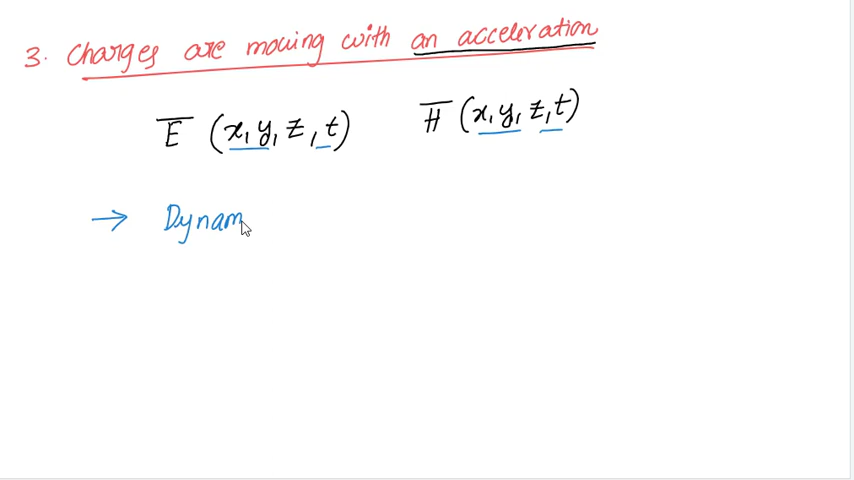 3. Charges are moving with an acceleration
E̅ (x, y, z, t) H̅ (x, y, z, t)
→ Dynam